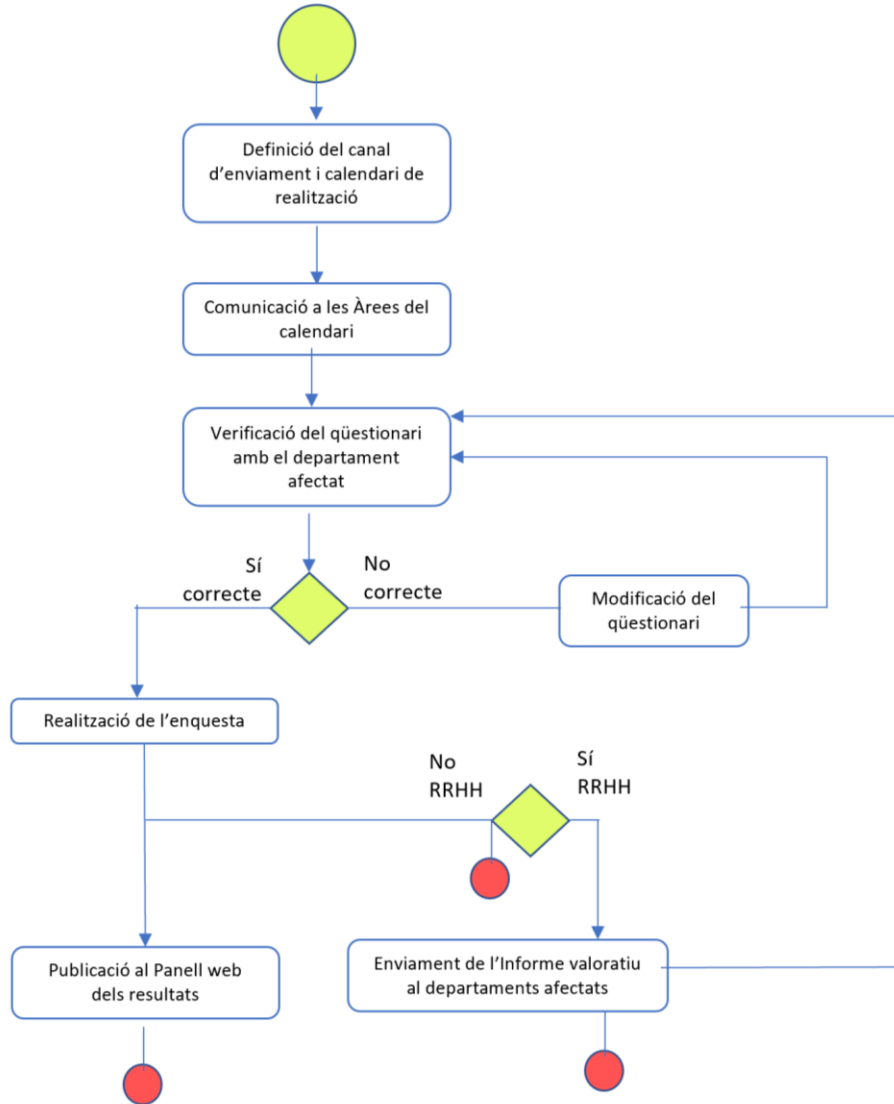 Definició del canal
d'enviament i calendari de
realització
Comunicació a les Àrees del
calendari
Verificació del qüestionari
amb el departament
afectat
Sí
correcte
No
correcte
Modificació del
qüestionari
Realització de l'enquesta
No
RRHH
Sí
RRHH
Publicació al Panell web
dels resultats
Enviament de l'Informe valoratiu
al departaments afectats